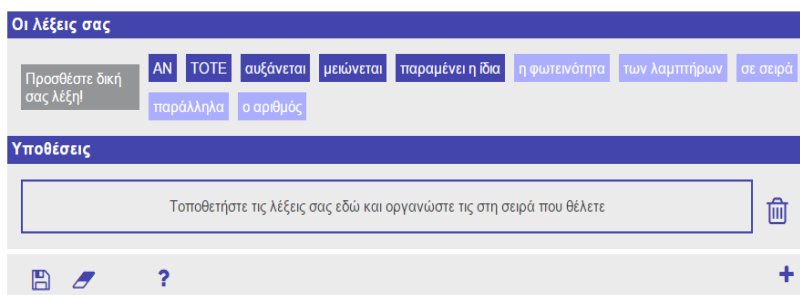 Οι λέξεις σας
Προσθέστε δική
σας λέξη!
ΑΝ ΤΟΤΕ αυξάνεται μειώνεται παραμένει η ίδια η φωτεινότητα των λαμπτήρων σε σειρά
παράλληλα ο αριθμός
Υποθέσεις
Τοποθετήστε τις λέξεις σας εδώ και οργανώστε τις στη σειρά που θέλετε
?